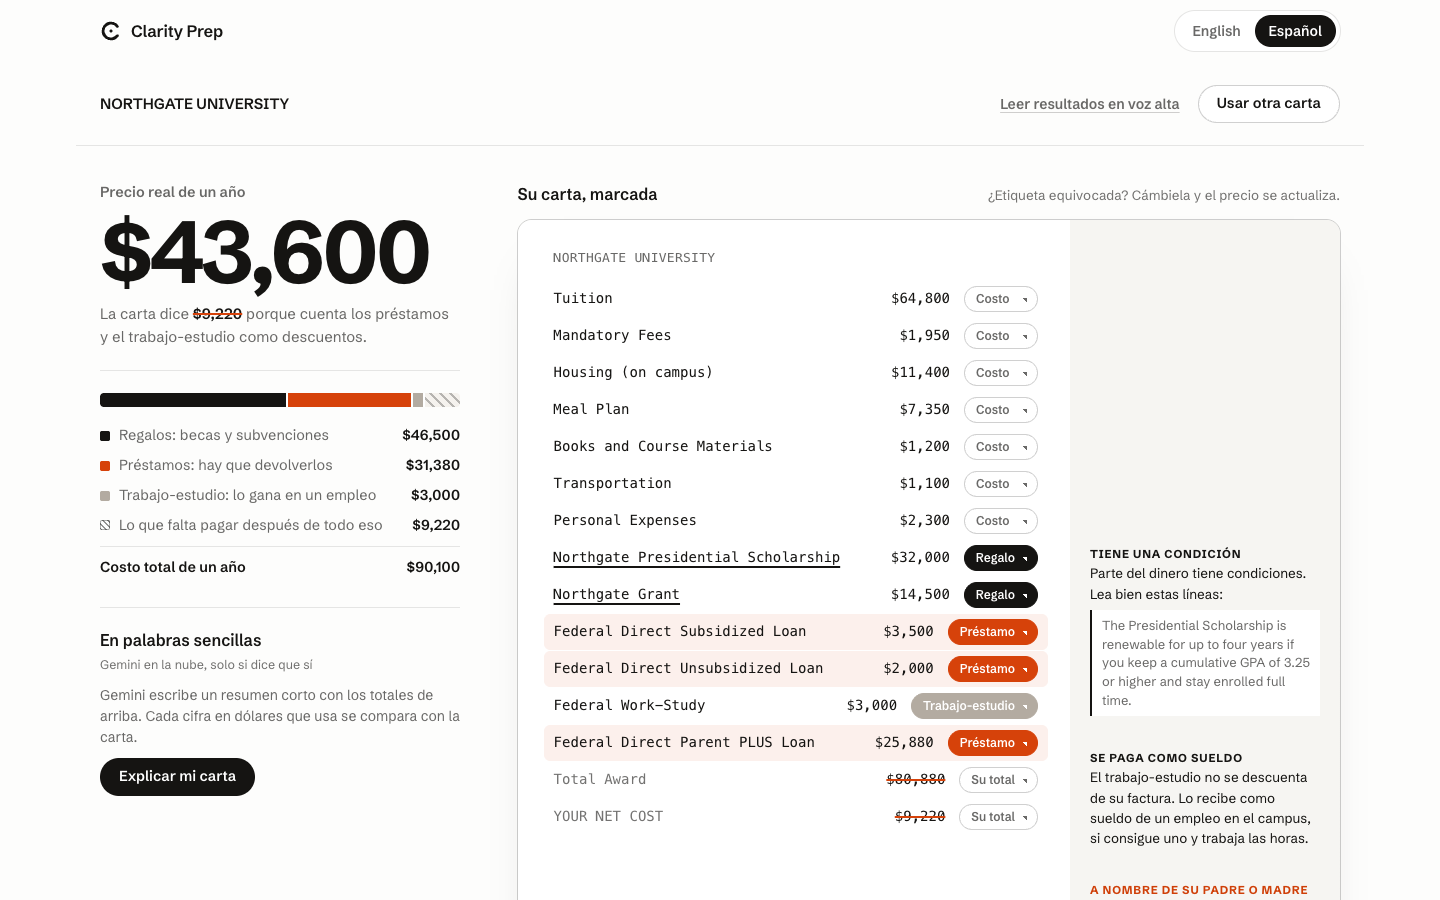 Clarity Prep
English
Español
NORTHGATE UNIVERSITY
Leer resultados en voz alta
Usar otra carta
Precio real de un año
$43,600
La carta dice $9,220 porque cuenta los préstamos
y el trabajo-estudio como descuentos.
Regalos: becas y subvenciones $46,500
Préstamos: hay que devolverlos $31,380
Trabajo-estudio: lo gana en un empleo $3,000
Lo que falta pagar después de todo eso $9,220
Costo total de un año $90,100
En palabras sencillas
Gemini en la nube, solo si dice que sí
Gemini escribe un resumen corto con los totales de
arriba. Cada cifra en dólares que usa se compara con la
carta.
Explicar mi carta
Su carta, marcada
¿Etiqueta equivocada? Cámbiela y el precio se actualiza.
NORTHGATE UNIVERSITY
Tuition $64,800 Costo
Mandatory Fees $1,950 Costo
Housing (on campus) $11,400 Costo
Meal Plan $7,350 Costo
Books and Course Materials $1,200 Costo
Transportation $1,100 Costo
Personal Expenses $2,300 Costo
Northgate Presidential Scholarship $32,000 Regalo
Northgate Grant $14,500 Regalo
Federal Direct Subsidized Loan $3,500 Préstamo
Federal Direct Unsubsidized Loan $2,000 Préstamo
Federal Work-Study $3,000 Trabajo-estudio
Federal Direct Parent PLUS Loan $25,880 Préstamo
Total Award $80,880 Su total
YOUR NET COST $9,220 Su total
TIENE UNA CONDICIÓN
Parte del dinero tiene condiciones.
Lea bien estas líneas:
The Presidential Scholarship is
renewable for up to four years if
you keep a cumulative GPA of 3.25
or higher and stay enrolled full
time.
SE PAGA COMO SUELDO
El trabajo-estudio no se descuenta
de su factura. Lo recibe como
sueldo de un empleo en el campus,
si consigue uno y trabaja las horas.
A NOMBRE DE SU PADRE O MADRE